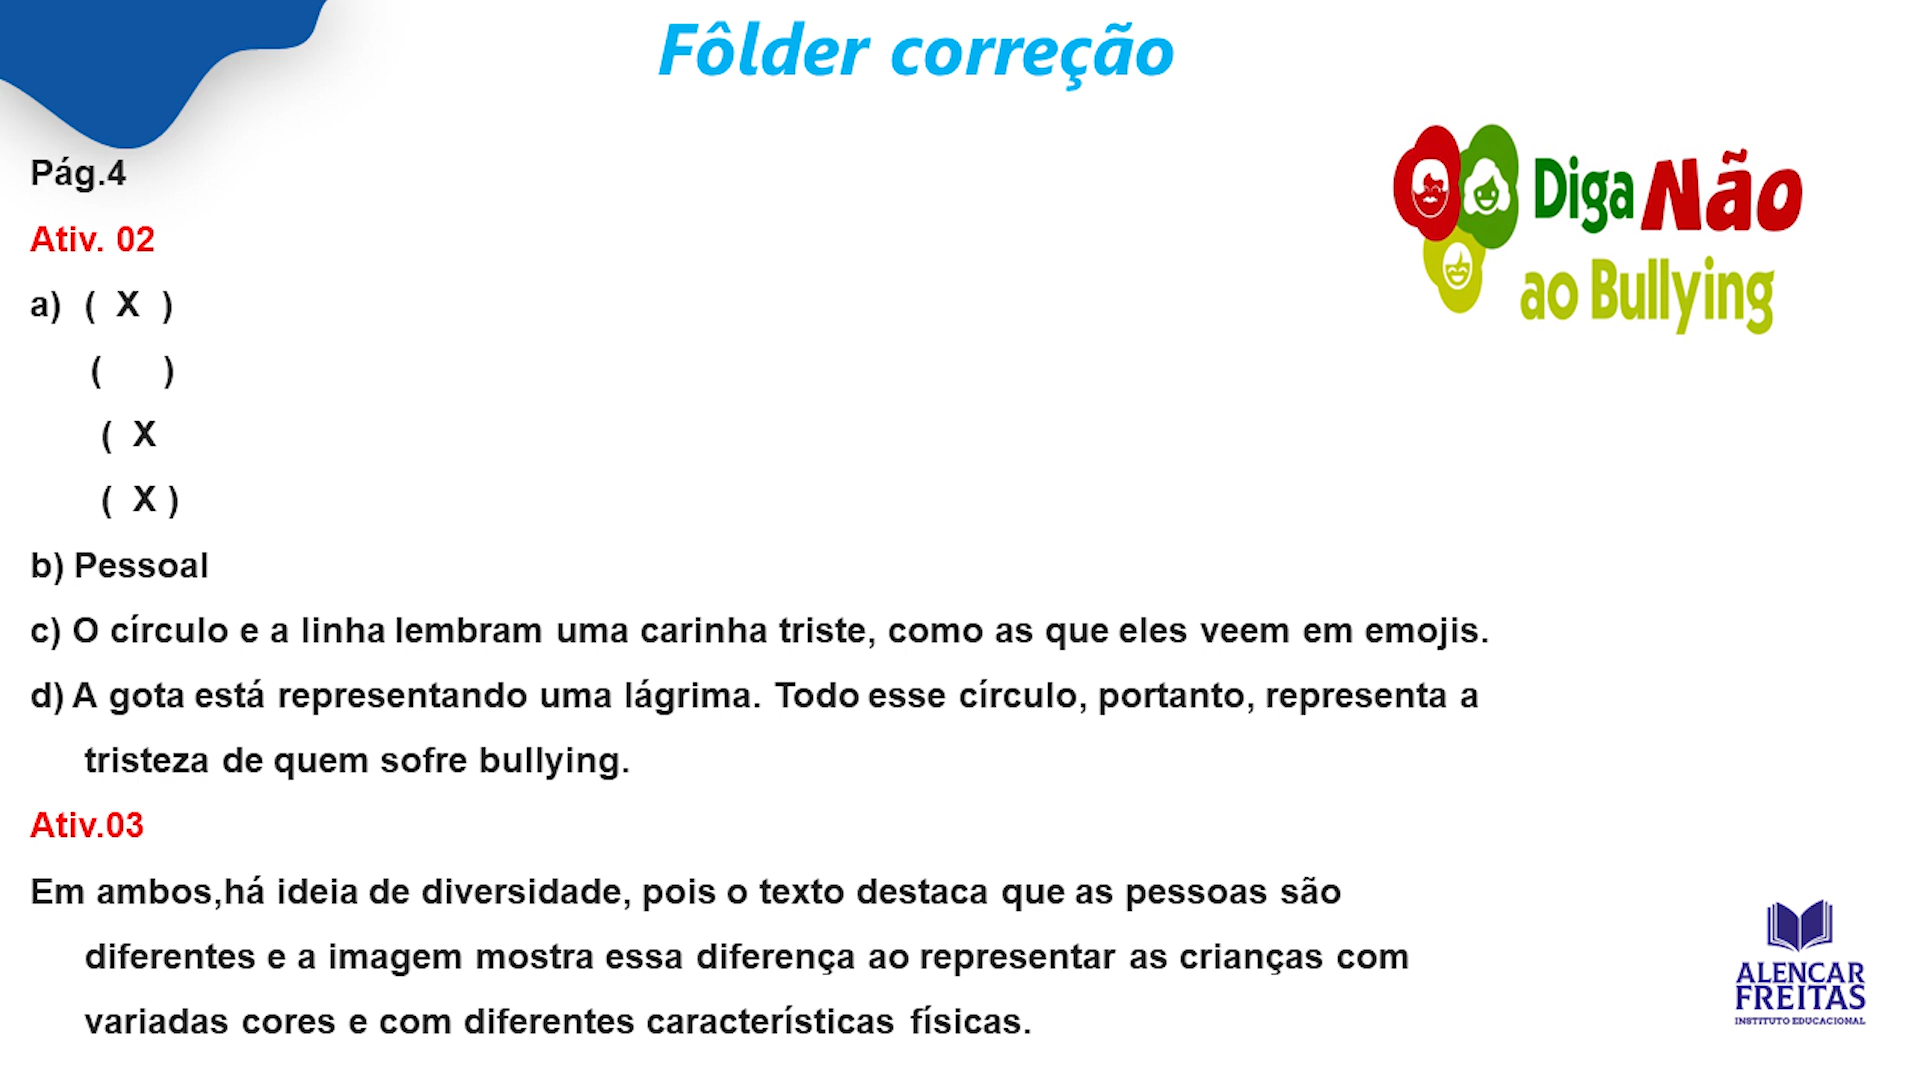 Fôlder correção
Pág.4
Diga Não
ao Bullying
Ativ. 02
a) ( X )
( )
( X
( X )
b) Pessoal
c) O círculo e a linha lembram uma carinha triste, como as que eles veem em emojis.
d) A gota está representando uma lágrima. Todo esse círculo, portanto, representa a
tristeza de quem sofre bullying.
Ativ.03
Em ambos,há ideia de diversidade, pois o texto destaca que as pessoas são
diferentes e a imagem mostra essa diferença ao representar as crianças com
variadas cores e com diferentes características físicas.
ALENCAR
FREITAS
INSTITUTO EDUCACIONAL